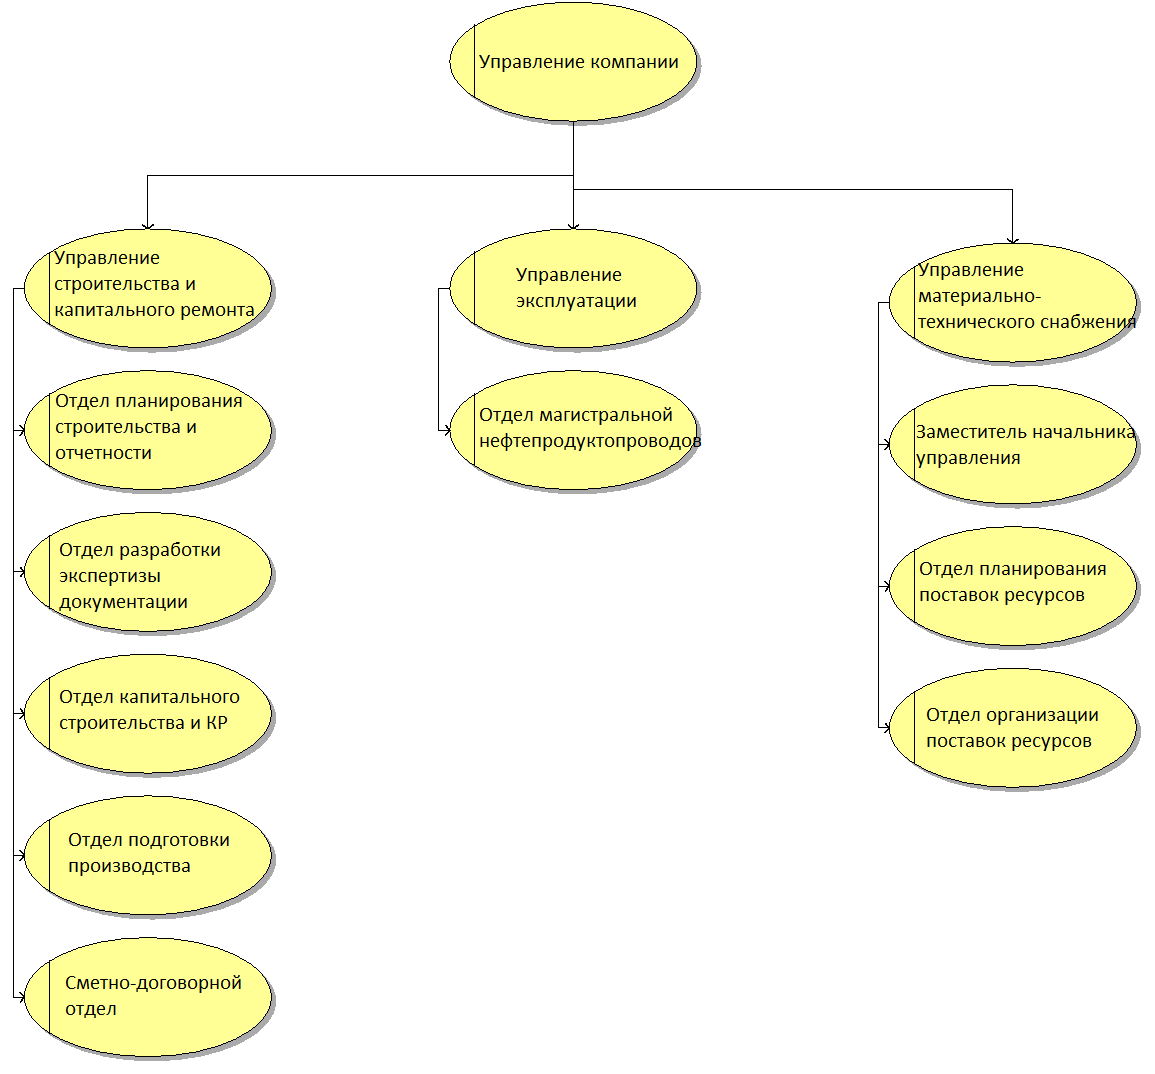 Управление компании
Управление
строительства и
капитального ремонта
Отдел планирования
строительства и
отчетности
Отдел разработки
экспертизы
документации
Отдел капитального
строительства и КР
Отдел подготовки
производства
Сметно-договорной
отдел
Управление
эксплуатации
Отдел магистральной
нефтепродуктопроводов
Управление
материально-
технического снабжения
Заместитель начальника
управления
Отдел планирования
поставок ресурсов
Отдел организации
поставок ресурсов